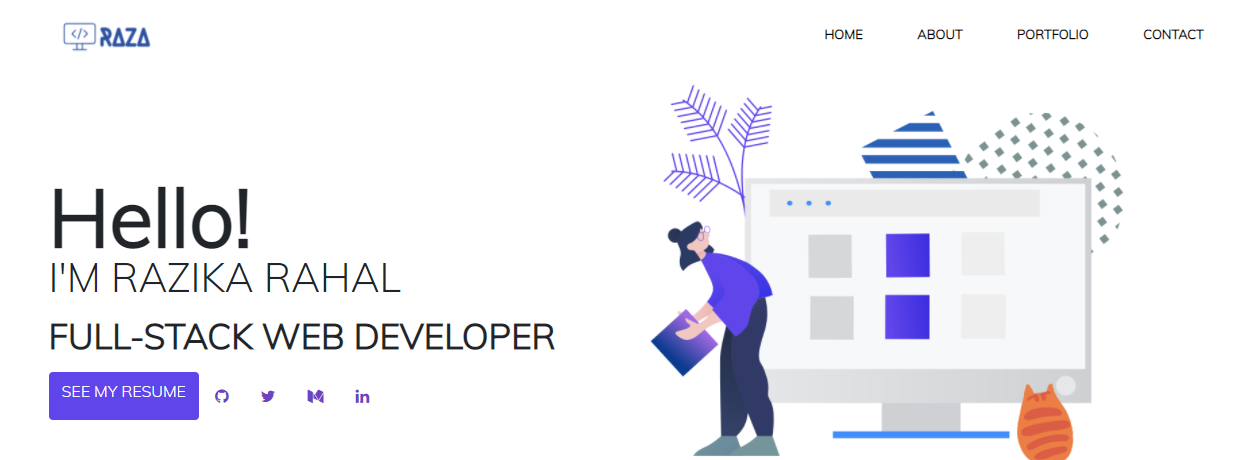 </> RAZA
HOME ABOUT PORTFOLIO CONTACT
Hello!
I'M RAZIKA RAHAL
FULL-STACK WEB DEVELOPER
SEE MY RESUME